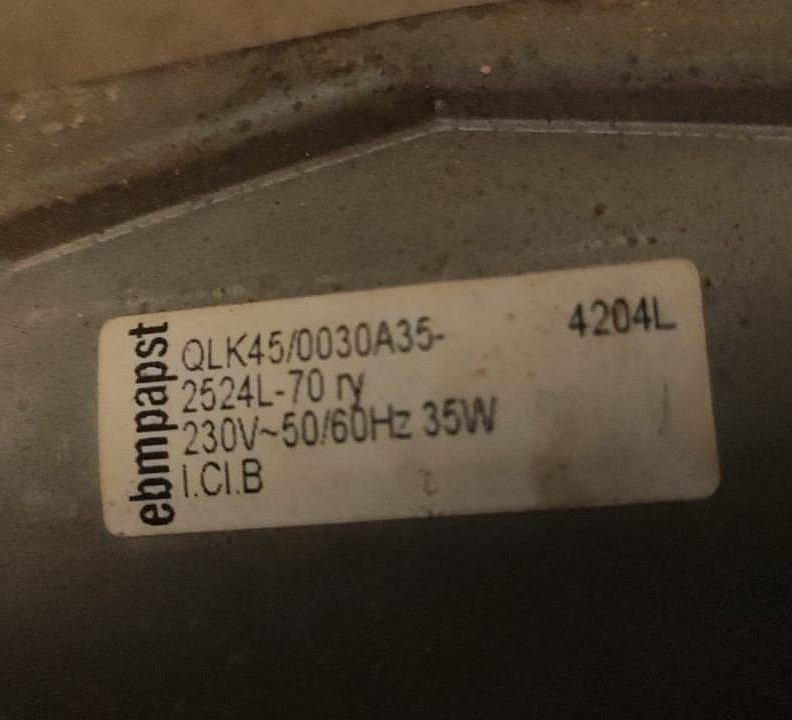 ebmpapst
QLK45/0030A35- 4204L
2524L-70 ry
230V~50/60Hz 35W
I.Cl.B